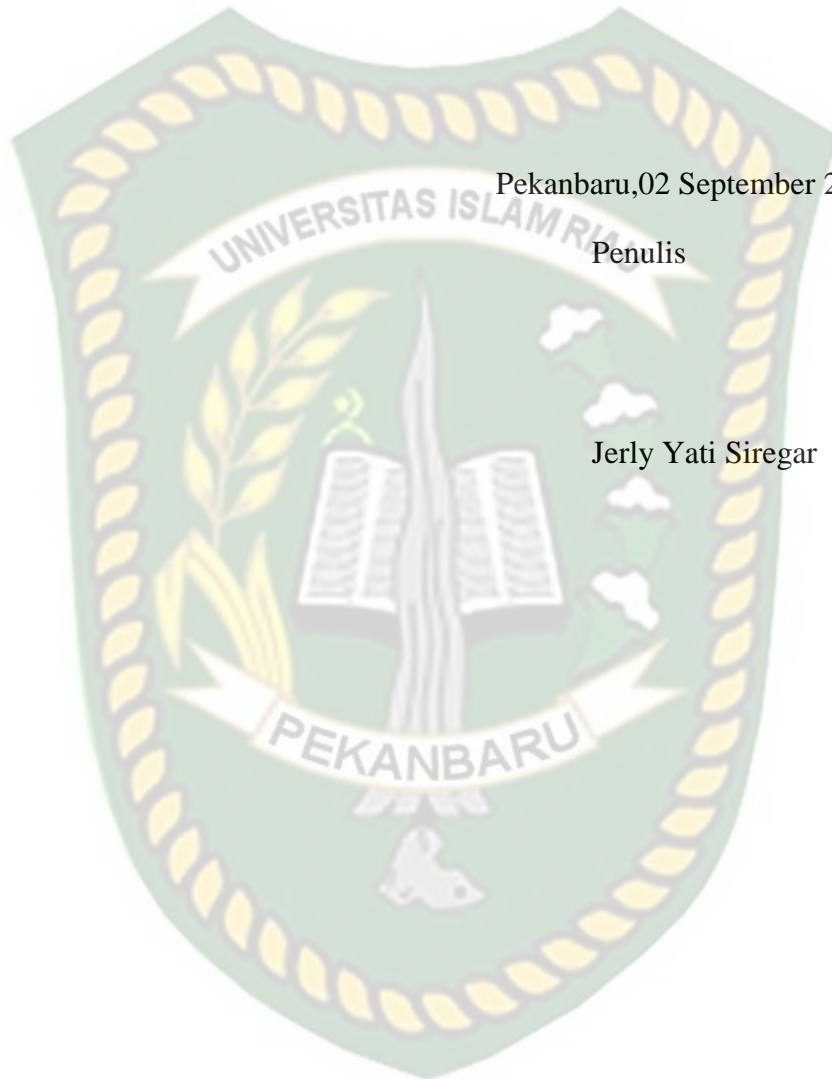 Pekanbaru,02 September 2
UNIVERSITAS ISLAM RIAU
Penulis
Jerly Yati Siregar
PEKANBARU